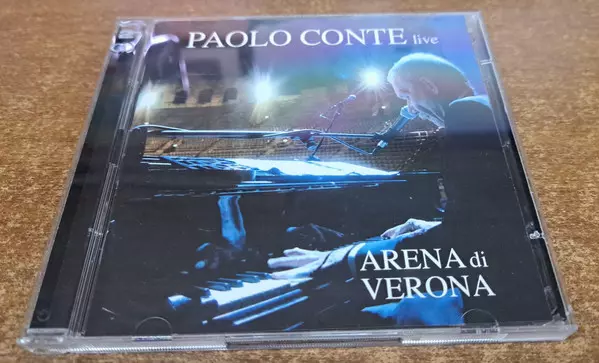 PAOLO CONTE live
ARENA di
VERONA